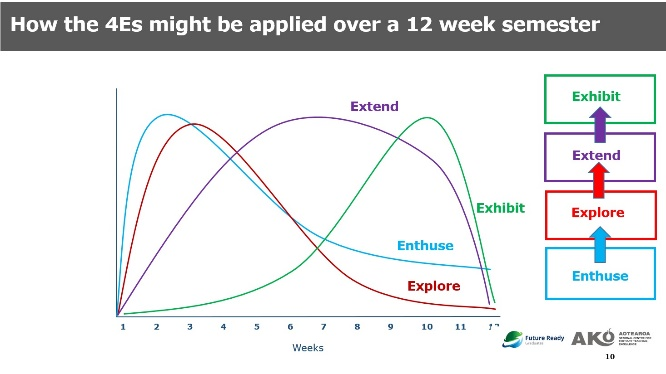 How the 4Es might be applied over a 12 week semester
Extend
Exhibit
Enthuse
Explore
1 2 3 4 5 6 7 8 9 10 11
Weeks
Exhibit
Extend
Explore
Enthuse
Future Ready
AKO
AOTEAROA
10